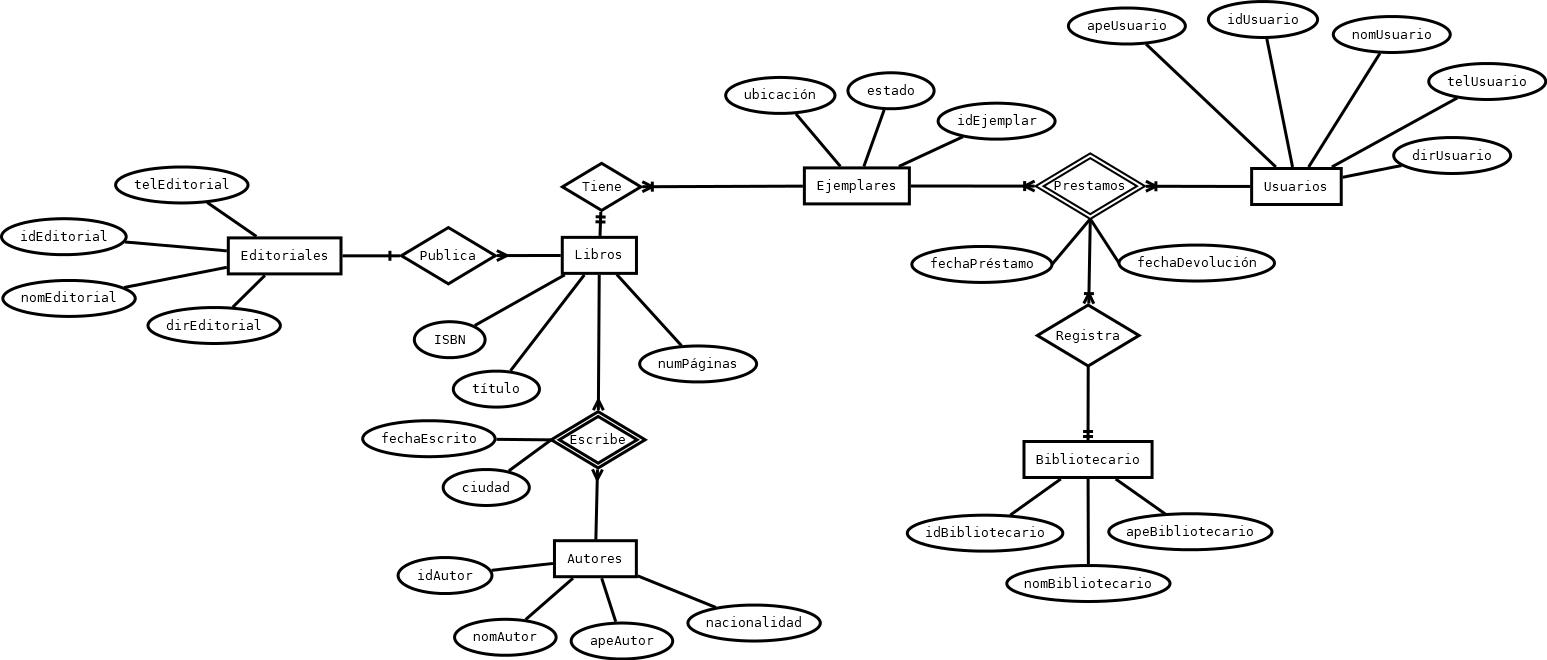 apeUsuario
idUsuario
nomUsuario
telUsuario
dirUsuario
ubicación
estado
idEjemplar
Tiene
Ejemplares
Prestamos
Usuarios
telEditorial
idEditorial
Editoriales
nomEditorial
dirEditorial
Publica
Libros
fechaPréstamo
fechaDevolución
ISBN
título
numPáginas
Registra
fechaEscrito
Escribe
ciudad
Bibliotecario
idBibliotecario
apeBibliotecario
nomBibliotecario
Autores
idAutor
nomAutor
apeAutor
nacionalidad